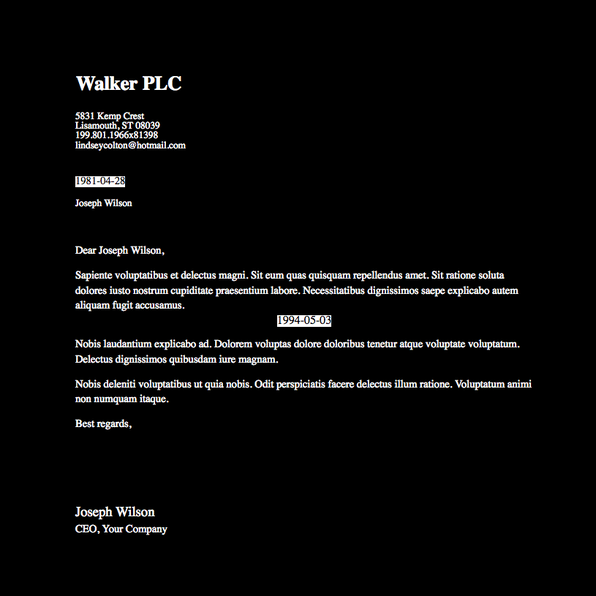 Walker PLC
5831 Kemp Crest
Lisamouth, ST 08039
199.801.1966x81398
lindseycolton@hotmail.com
1981-04-28
Joseph Wilson
Dear Joseph Wilson,
Sapiente voluptatibus et delectus magni. Sit eum quas quisquam repellendus amet. Sit ratione soluta
dolores iusto nostrum cupiditate praesentium labore. Necessitatibus dignissimos saepe explicabo autem
aliquam fugit accusamus.
1994-05-03
Nobis laudantium explicabo ad. Dolorem voluptas dolore doloribus tenetur atque voluptate voluptatum.
Delectus dignissimos quibusdam iure magnam.
Nobis deleniti voluptatibus ut quia nobis. Odit perspiciatis facere delectus illum ratione. Voluptatum animi
non numquam itaque.
Best regards,
Joseph Wilson
CEO, Your Company